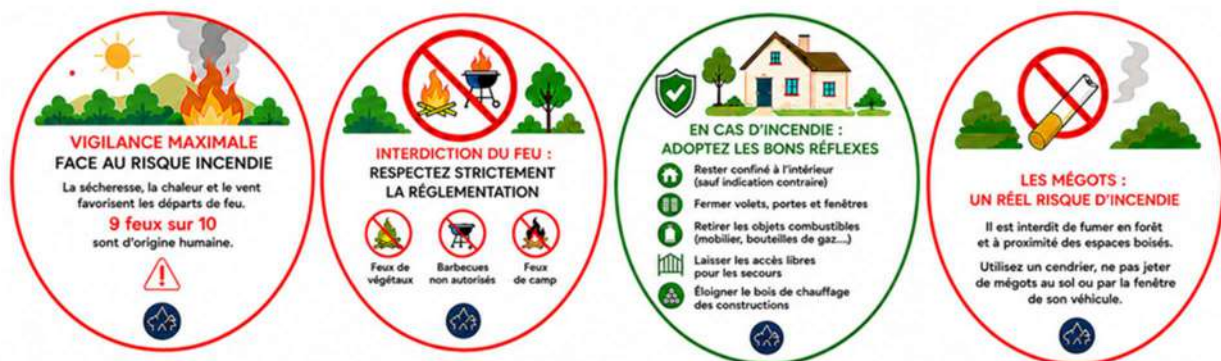 VIGILANCE MAXIMALE
FACE AU RISQUE INCENDIE
La sécheresse, la chaleur et le vent
favorisent les départs de feu.
9 feux sur 10
sont d'origine humaine.
INTERDICTION DU FEU :
RESPECTEZ STRICTEMENT
LA RÉGLEMENTATION
Feux de
végétaux
Barbecues
non autorisés
Feux
de camp
EN CAS D'INCENDIE :
ADOPTEZ LES BONS RÉFLEXES
Rester confiné à l'intérieur
(sauf indication contraire)
Fermer volets, portes et fenêtres
Retirer les objets combustibles
(mobilier, bouteilles de gaz....)
Laisser les accès libres
pour les secours
Éloigner le bois de chauffage
des constructions
LES MÉGOTS :
UN RÉEL RISQUE D'INCENDIE
Il est interdit de fumer en forêt
et à proximité des espaces boisés.
Utilisez un cendrier, ne pas jeter
de mégots au sol ou par la fenêtre
de son véhicule.